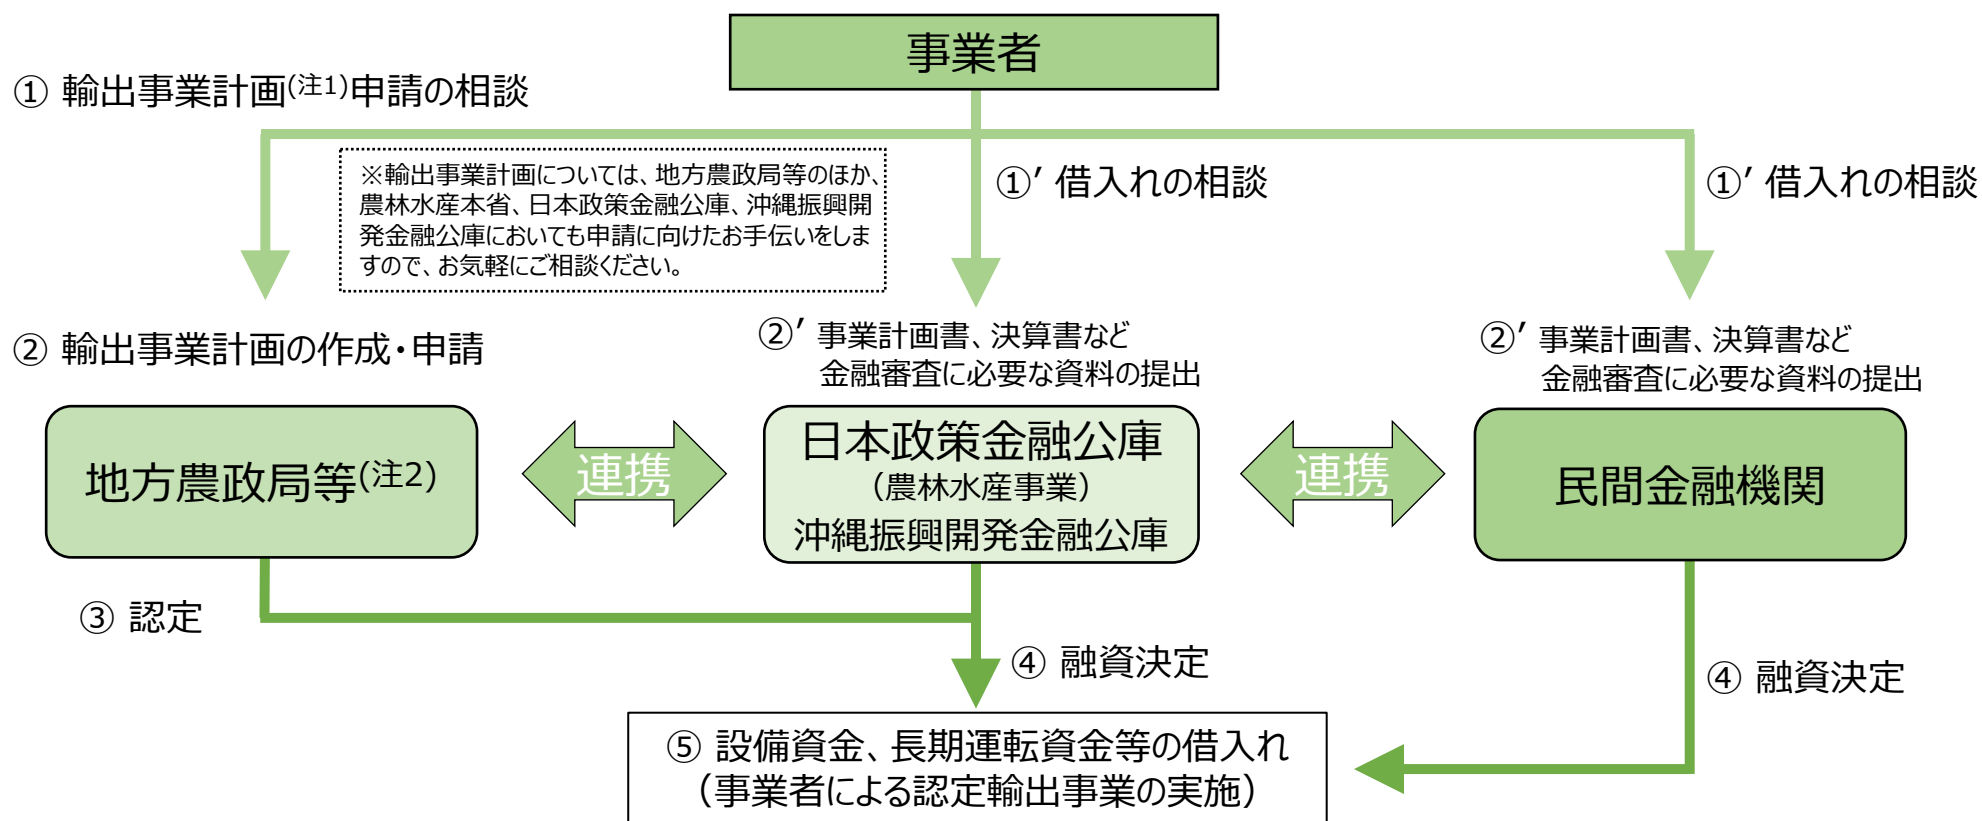 事業者
① 輸出事業計画(注1)申請の相談
※輸出事業計画については、地方農政局等のほか、
農林水産本省、日本政策金融公庫、沖縄振興開
発金融公庫においても申請に向けたお手伝いをしま
すので、お気軽にご相談ください。
①’ 借入れの相談
①’ 借入れの相談
② 輸出事業計画の作成・申請
②’ 事業計画書、決算書など
金融審査に必要な資料の提出
②’ 事業計画書、決算書など
金融審査に必要な資料の提出
地方農政局等(注2)
連携
日本政策金融公庫
(農林水産事業)
沖縄振興開発金融公庫
連携
民間金融機関
③ 認定
④ 融資決定
④ 融資決定
⑤ 設備資金、長期運転資金等の借入れ
(事業者による認定輸出事業の実施)